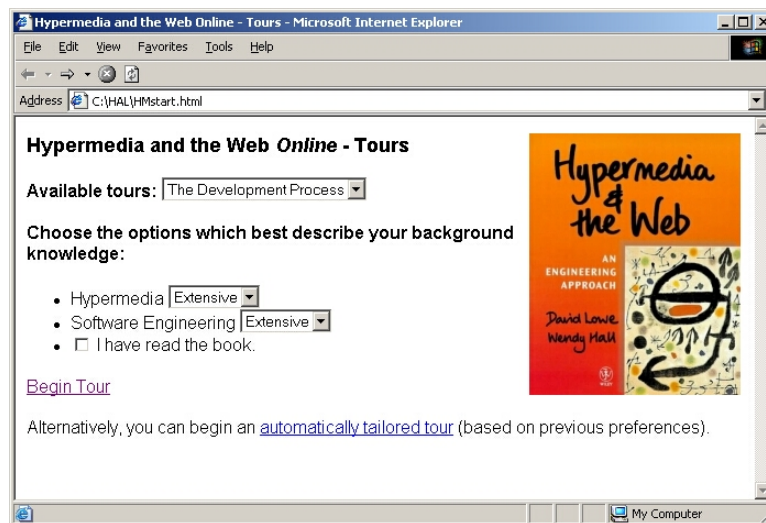 Hypermedia and the Web Online - Tours - Microsoft Internet Explorer
File Edit View Favorites Tools Help
Address C:\HAL\HMstart.html
Hypermedia and the Web Online - Tours
Available tours: The Development Process
Choose the options which best describe your background
knowledge:
• Hypermedia Extensive
• Software Engineering Extensive
• I have read the book.
Begin Tour
Alternatively, you can begin an automatically tailored tour (based on previous preferences).
Hypermedia
&
the Web
AN
ENGINEERING
APPROACH
David Lowe
Wendy Hall
WILEY
My Computer